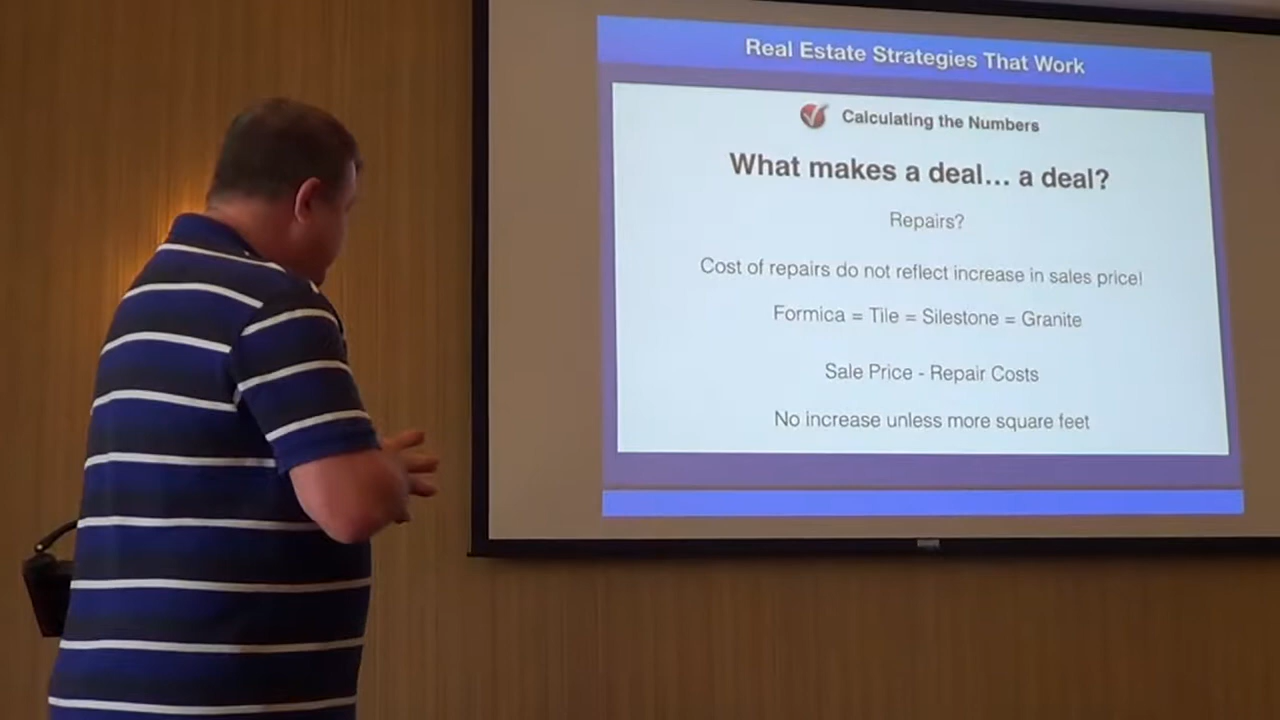 Real Estate Strategies That Work
Calculating the Numbers
What makes a deal... a deal?
Repairs?
Cost of repairs do not reflect increase in sales price!
Formica = Tile = Silestone = Granite
Sale Price - Repair Costs
No increase unless more square feet